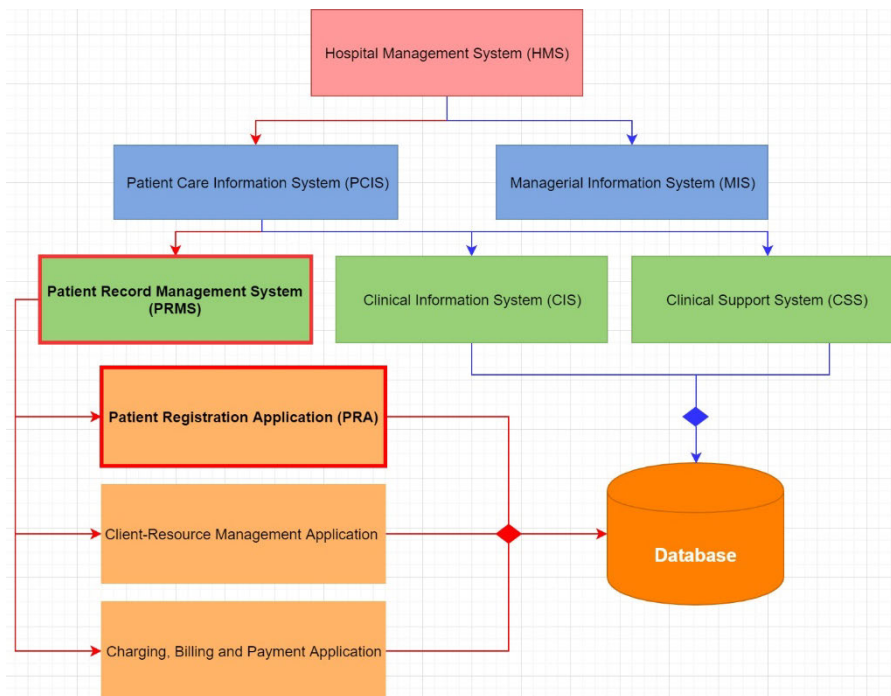 Hospital Management System (HMS)
Patient Care Information System (PCIS)
Managerial Information System (MIS)
Patient Record Management System
(PRMS)
Clinical Information System (CIS)
Clinical Support System (CSS)
Patient Registration Application (PRA)
Client-Resource Management Application
Database
Charging, Billing and Payment Application